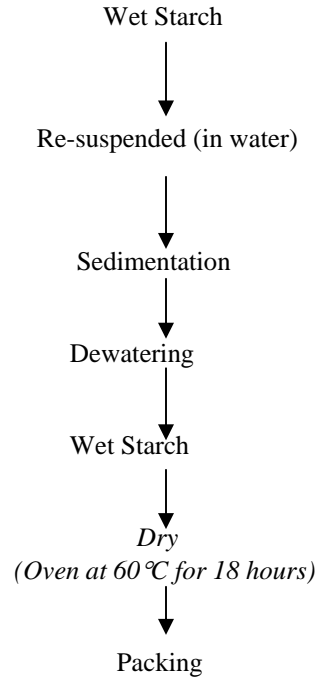 Wet Starch
Re-suspended (in water)
Sedimentation
Dewatering
Wet Starch
Dry
(Oven at 60°C for 18 hours)
Packing